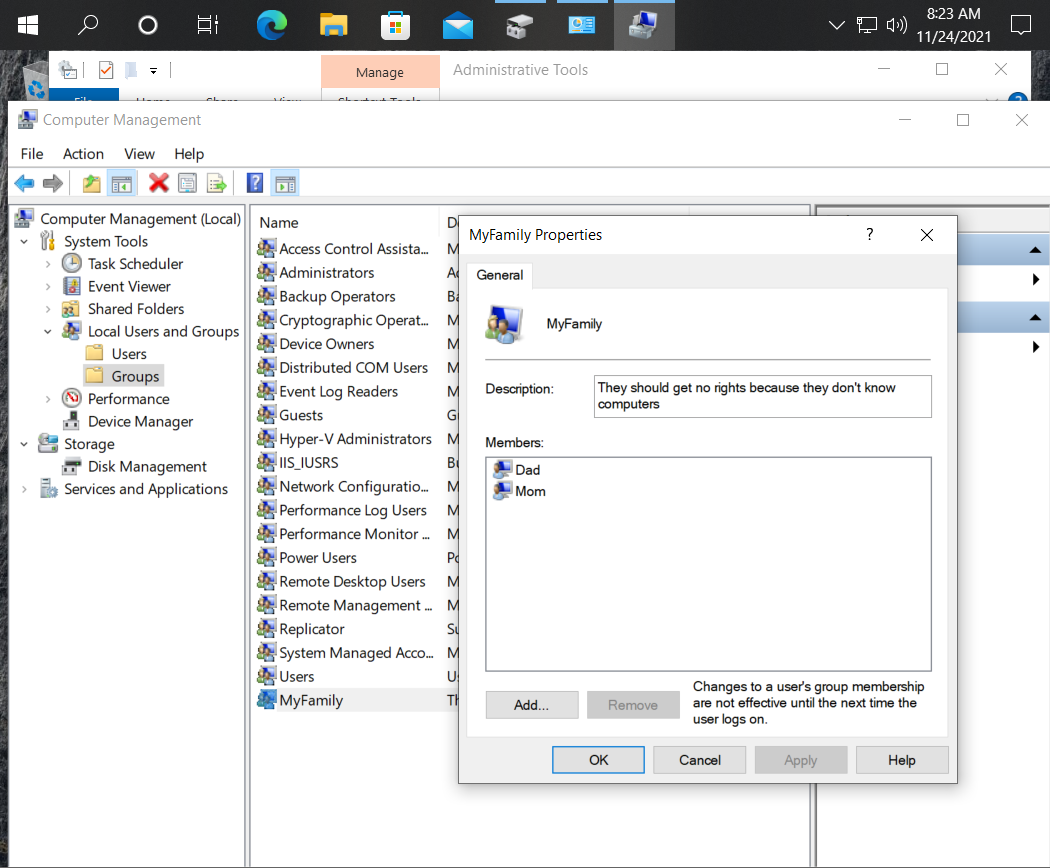 8:23 AM
11/24/2021
Manage
Administrative Tools
File
Home
Share
View
Shortcut Tools
Computer Management
File
Action
View
Help
Computer Management (Local)
System Tools
Task Scheduler
Event Viewer
Shared Folders
Local Users and Groups
Users
Groups
Performance
Device Manager
Storage
Disk Management
Services and Applications
Name
Access Control Assista...
Administrators
Backup Operators
Cryptographic Operat...
Device Owners
Distributed COM Users
Event Log Readers
Guests
Hyper-V Administrators
IIS_IUSRS
Network Configuratio...
Performance Log Users
Performance Monitor ...
Power Users
Remote Desktop Users
Remote Management ...
Replicator
System Managed Acco...
Users
MyFamily
MyFamily Properties
?
General
MyFamily
Description:
They should get no rights because they don't know
computers
Members:
Dad
Mom
Add...
Remove
Changes to a user's group membership
are not effective until the next time the
user logs on.
OK
Cancel
Apply
Help